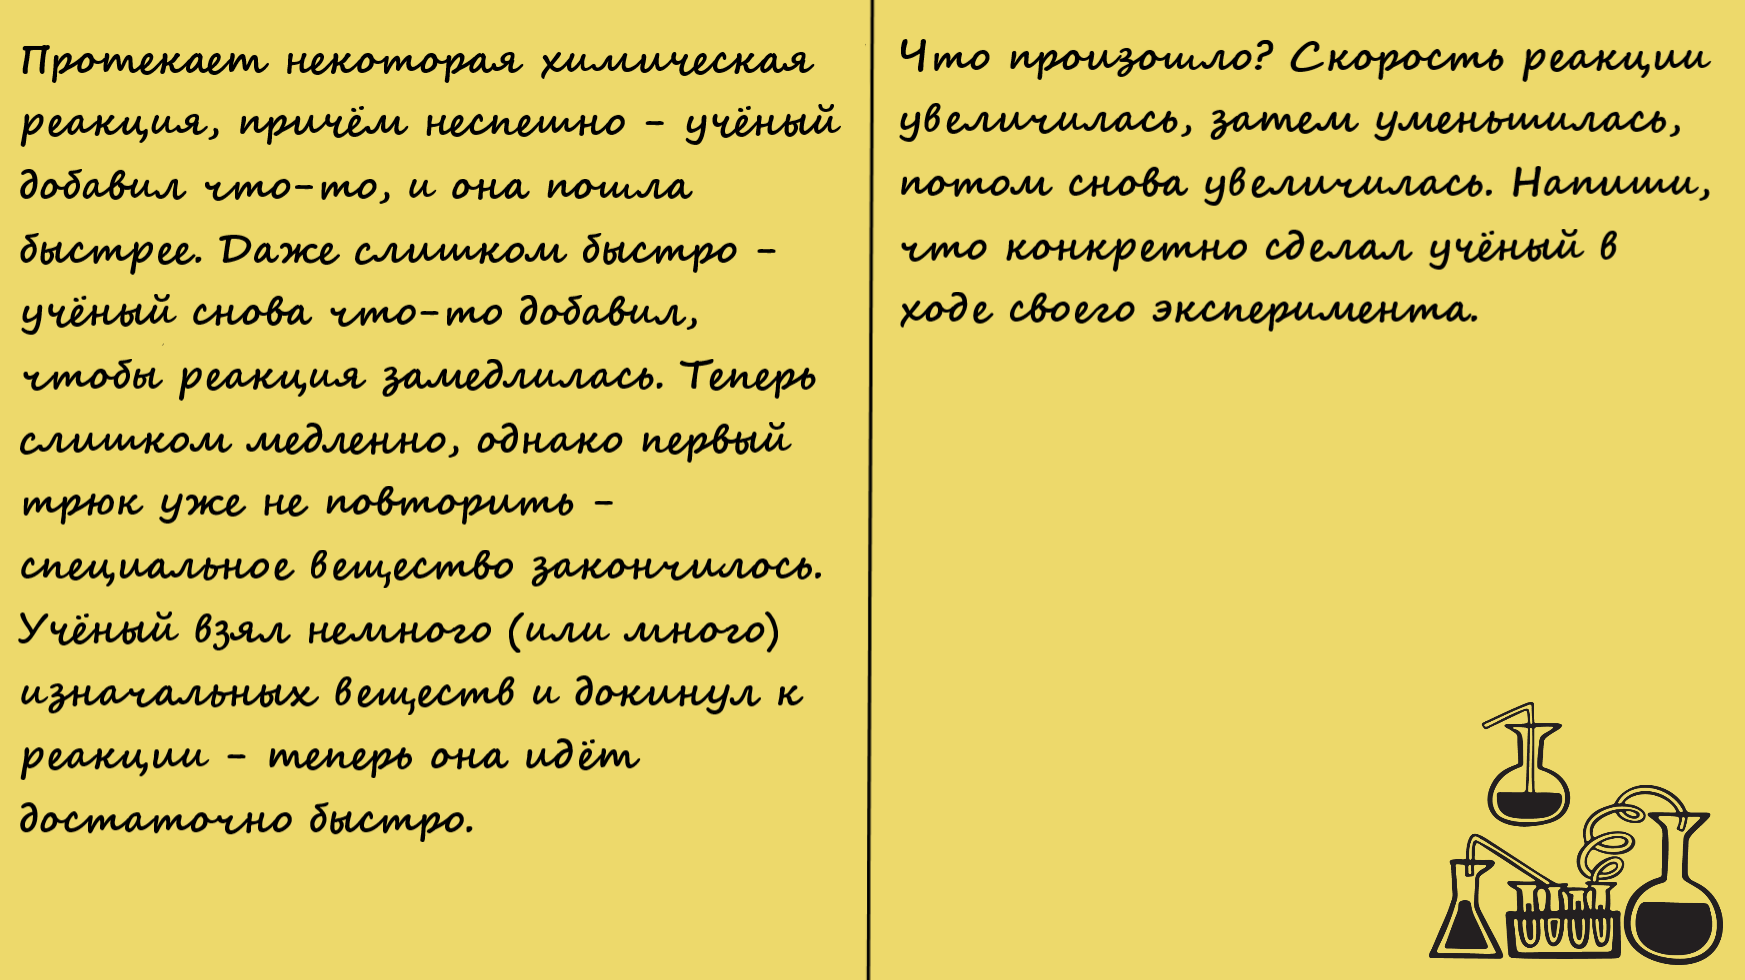 Протекает некоторая химическая
реакция, причём неспешно - учёный
добавил что-то, и она пошла
быстрее. Даже слишком быстро -
учёный снова что-то добавил,
чтобы реакция замедлилась. Теперь
слишком медленно, однако первый
трюк уже не повторить -
специальное вещество закончилось.
Учёный взял немного (или много)
изначальных веществ и докинул к
реакции - теперь она идёт
достаточно быстро.
Что произошло? Скорость реакции
увеличилась, затем уменьшилась,
потом снова увеличилась. Напиши,
что конкретно сделал учёный в
ходе своего эксперимента.